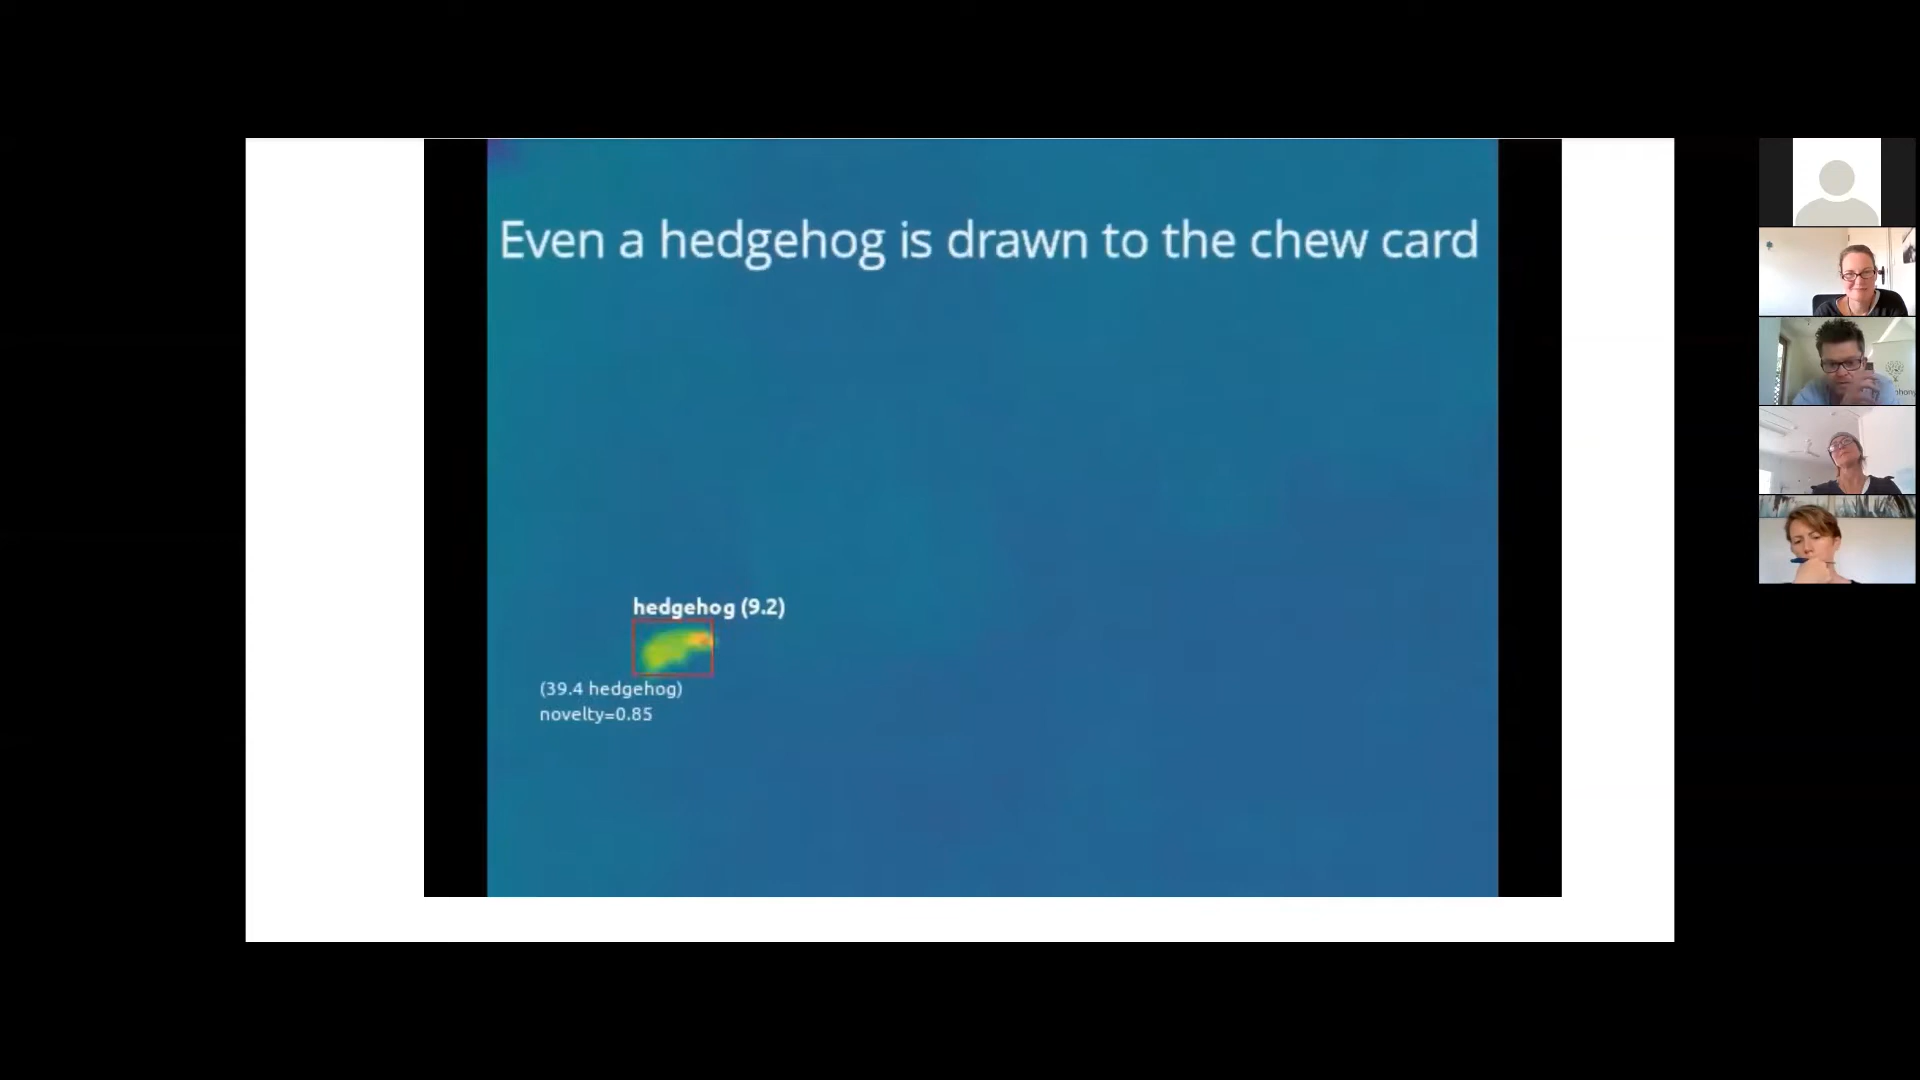 Even a hedgehog is drawn to the chew card
hedgehog (9.2)
(39.4 hedgehog)
novelty=0.85